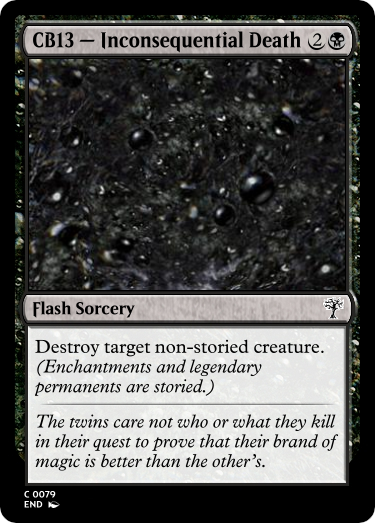 CB13 — Inconsequential Death 2
Flash Sorcery
Destroy target non-storied creature.
(Enchantments and legendary
permanents are storied.)
The twins care not who or what they kill
in their quest to prove that their brand of
magic is better than the other's.
C 0079
END